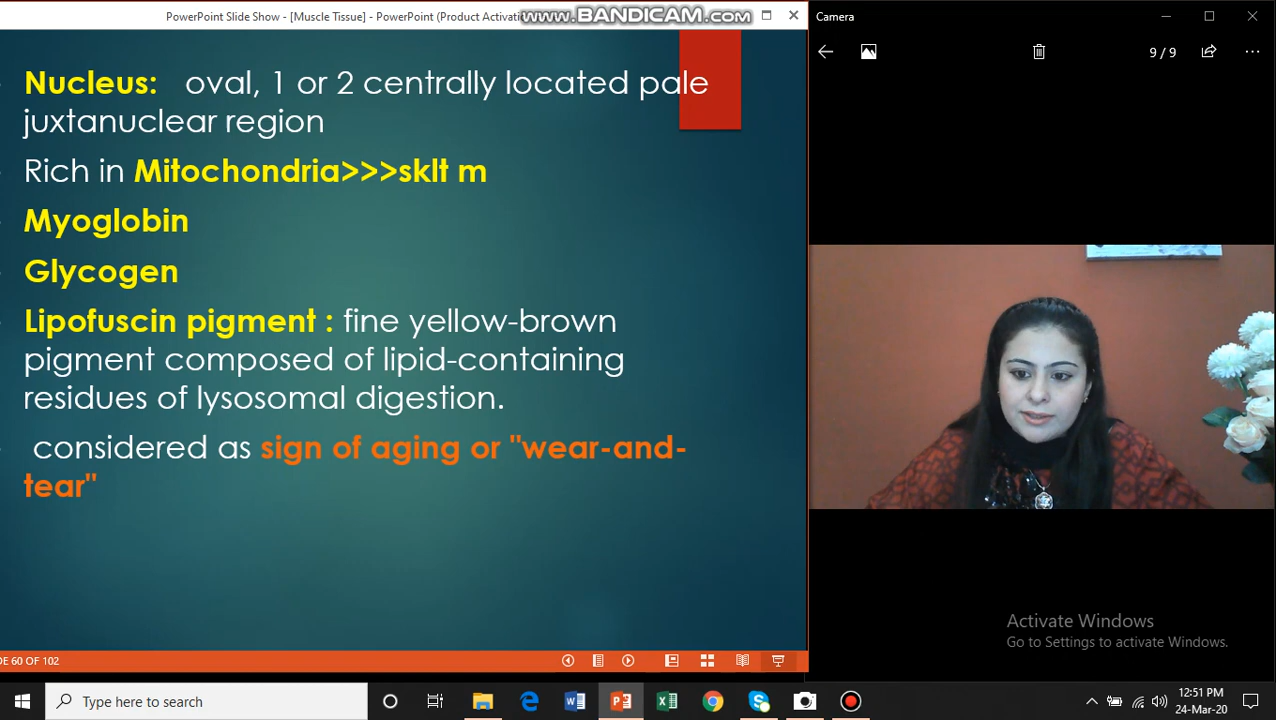 PowerPoint Slide Show - [Muscle Tissue] - PowerPoint (Product Activati
www.BANDICAM.com
Camera
9 / 9
Nucleus: oval, 1 or 2 centrally located pale
juxtanuclear region
Rich in Mitochondria>>>sklt m
Myoglobin
Glycogen
Lipofuscin pigment : fine yellow-brown
pigment composed of lipid-containing
residues of lysosomal digestion.
considered as sign of aging or "wear-and-
tear"
Activate Windows
Go to Settings to activate Windows.
DE 60 OF 102
Type here to search
12:51 PM
24-Mar-20